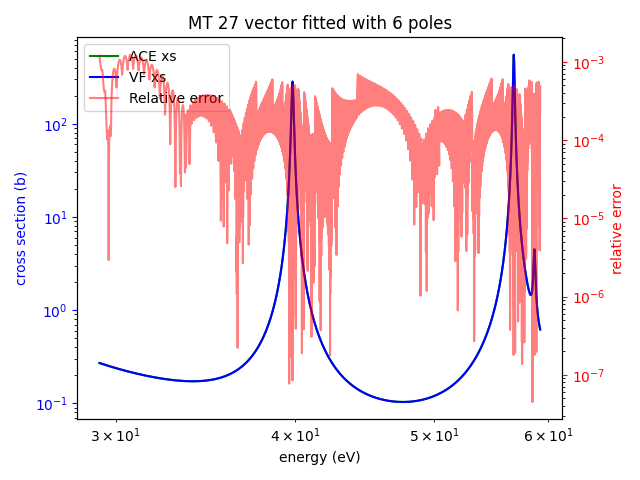 MT 27 vector fitted with 6 poles
ACE xs
VF xs
Relative error
cross section (b)
10²
10¹
10⁰
10⁻¹
10⁻³
10⁻⁴
10⁻⁵
10⁻⁶
10⁻⁷
relative error
3 × 10¹ 4 × 10¹ 5 × 10¹ 6 × 10¹
energy (eV)